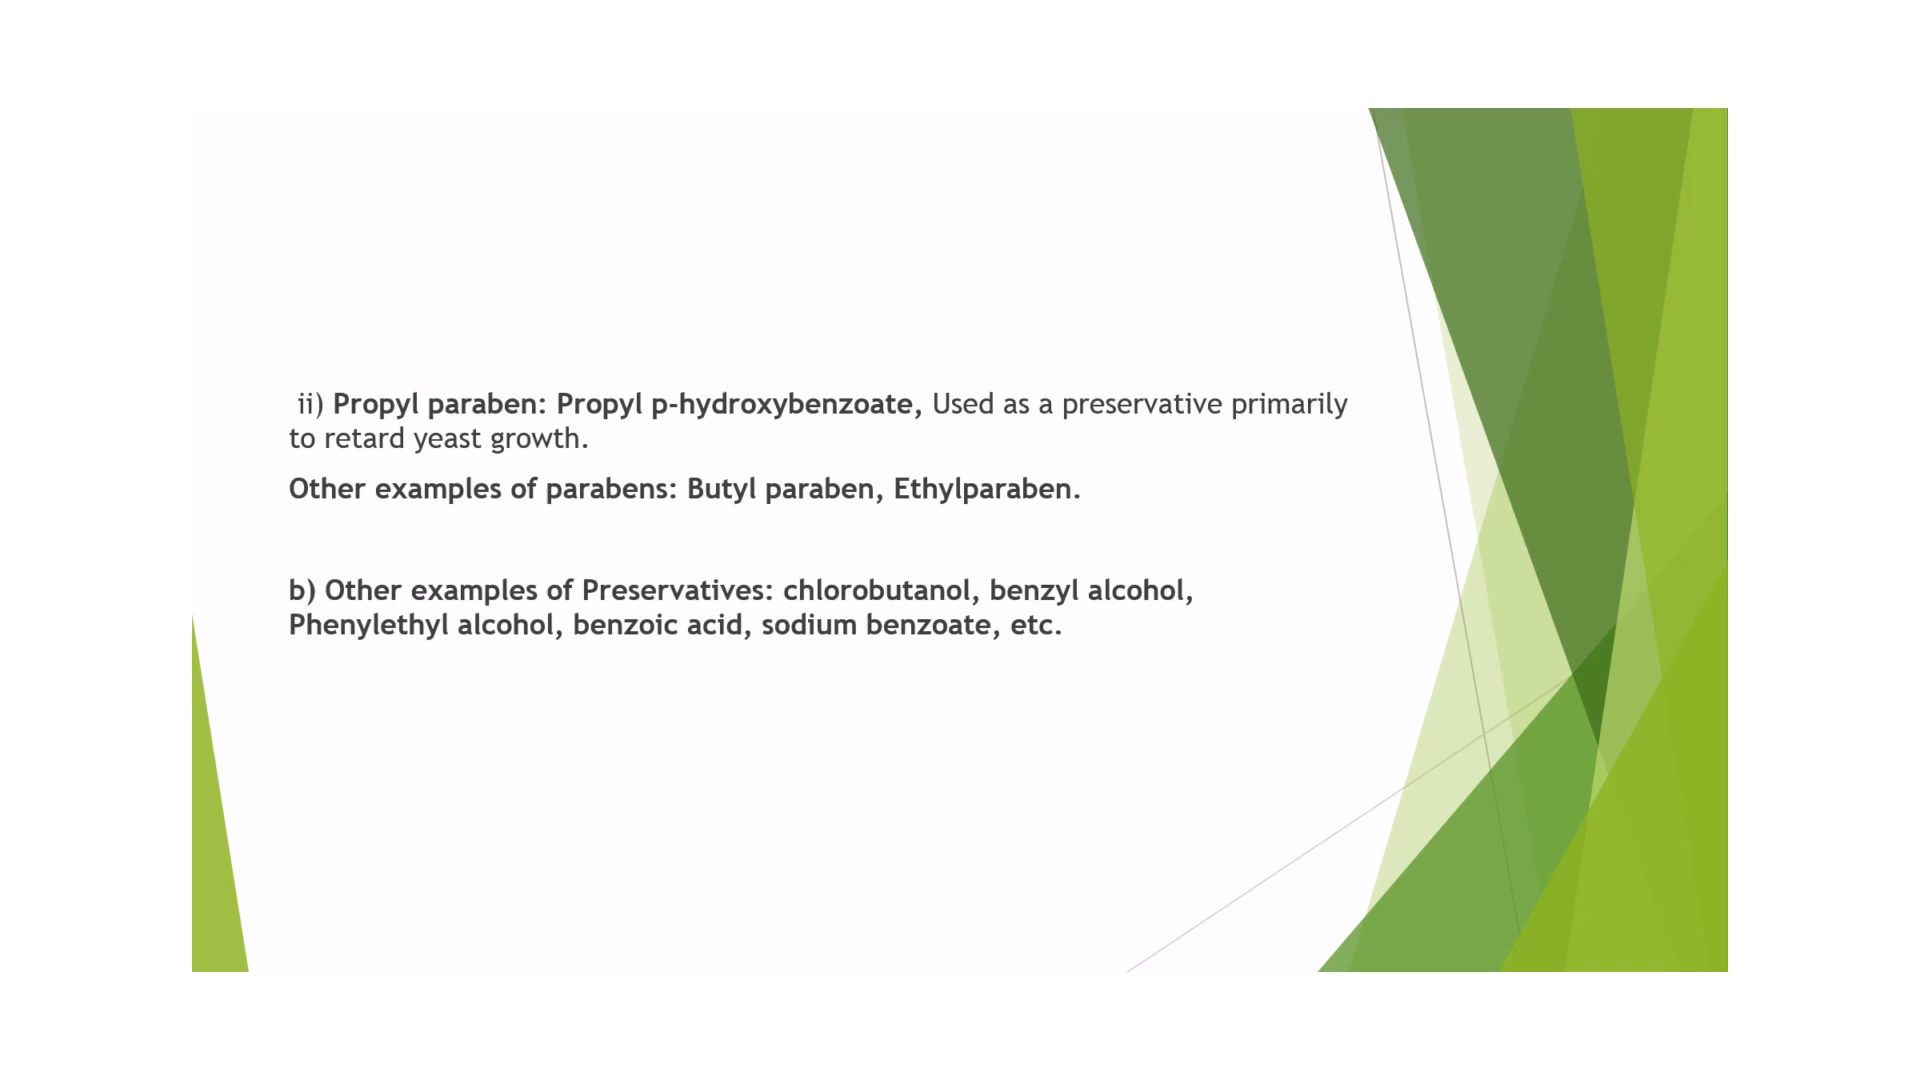 ii) Propyl paraben: Propyl p-hydroxybenzoate, Used as a preservative primarily
to retard yeast growth.
Other examples of parabens: Butyl paraben, Ethylparaben.
b) Other examples of Preservatives: chlorobutanol, benzyl alcohol,
Phenylethyl alcohol, benzoic acid, sodium benzoate, etc.